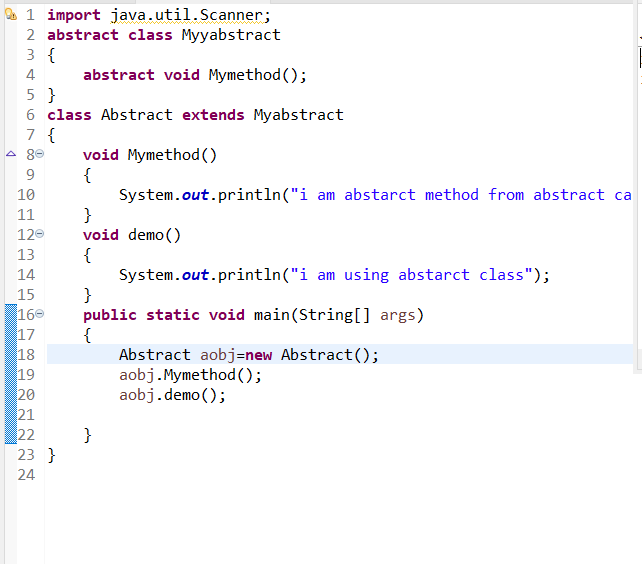 1 import java.util.Scanner;
2 abstract class Myyabstract
3 {
4     abstract void Mymethod();
5 }
6 class Abstract extends Myabstract
7 {
8     void Mymethod()
9     {
10         System.out.println("i am abstarct method from abstract ca
11     }
12     void demo()
13     {
14         System.out.println("i am using abstarct class");
15     }
16     public static void main(String[] args)
17     {
18         Abstract aobj=new Abstract();
19         aobj.Mymethod();
20         aobj.demo();
21
22     }
23 }
24